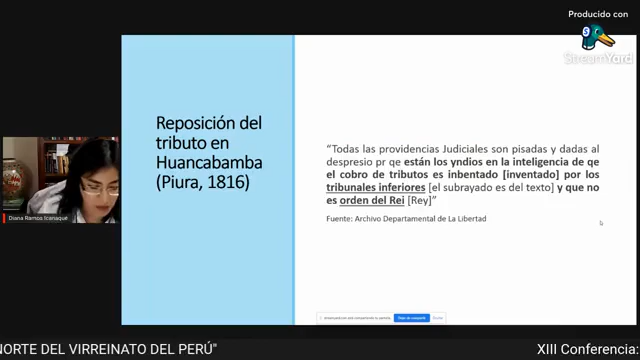 Producido con
StreamYard
Reposición del
tributo en
Huancabamba
(Piura, 1816)
“Todas las providencias Judiciales son pisadas y dadas al
desprecio pr qe están los yndios en la inteligencia de qe
el cobro de tributos es inbentado [inventado] por los
tribunales inferiores [el subrayado es del texto] y que no
es orden del Rei [Rey]”
Fuente: Archivo Departamental de La Libertad
Diana Ramos Icanaqué
NORTE DEL VIRREINATO DEL PERÚ"
XIII Conferencia: